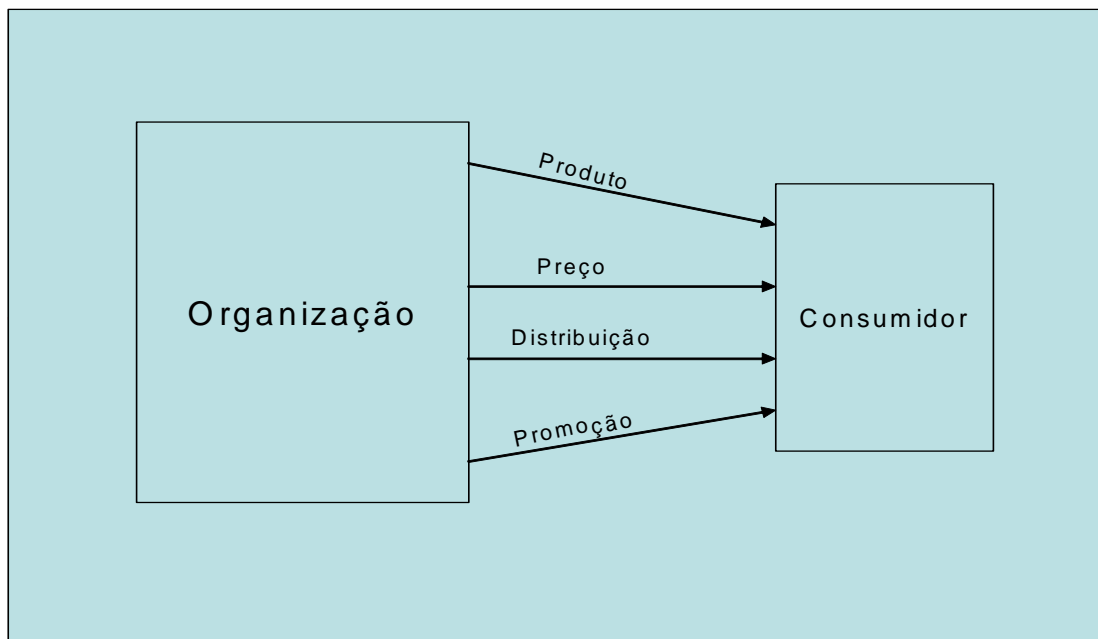 Produto
Preço
Organização
Consumidor
Distribuição
Promoção